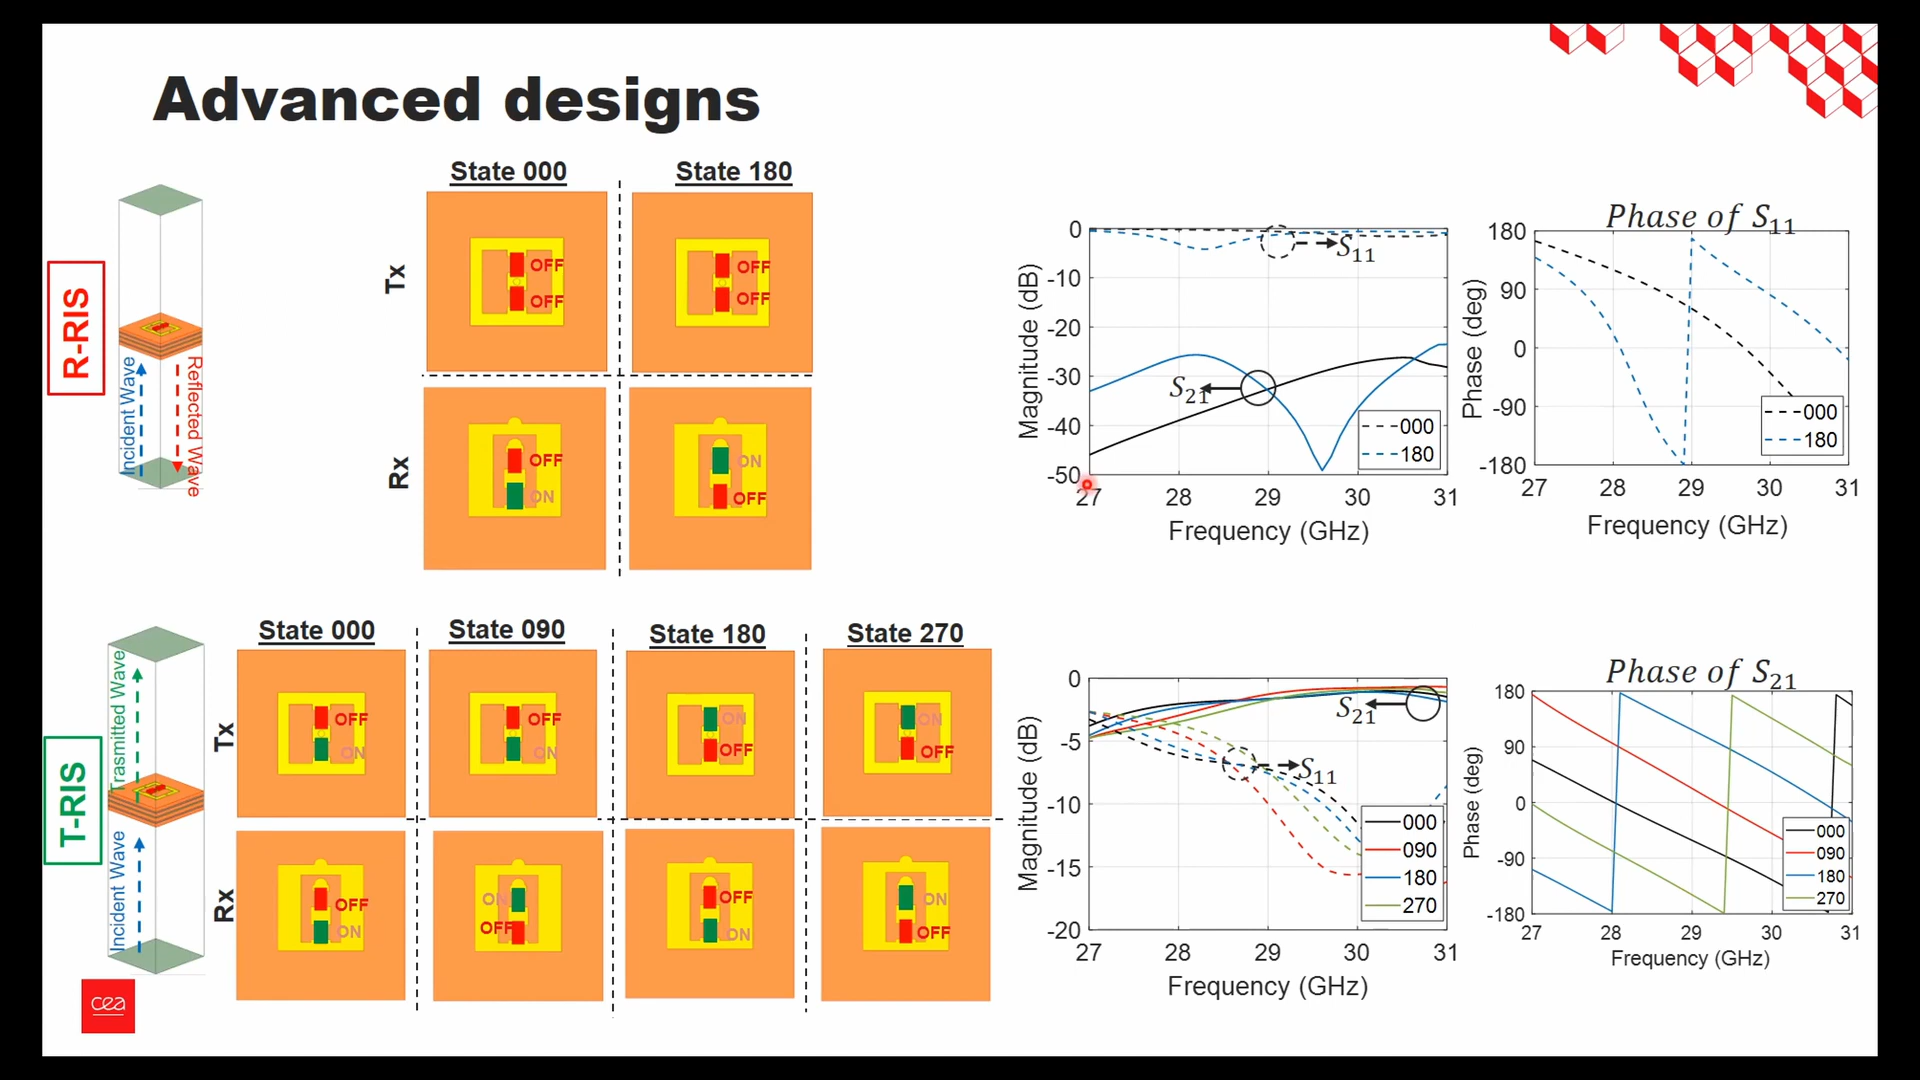 Advanced designs
State 000
State 180
R-RIS
Incident Wave
Reflected Wave
Tx
OFF
OFF
OFF
OFF
Rx
OFF
ON
ON
OFF
Magnitude (dB)
0
-10
-20
-30
-40
-50
S11
S21
000
180
27 28 29 30 31
Frequency (GHz)
Phase of S11
Phase (deg)
180
90
0
-90
-180
000
180
27 28 29 30 31
Frequency (GHz)
State 000
State 090
State 180
State 270
T-RIS
Trasmitted Wave
Incident Wave
Tx
OFF
ON
OFF
ON
ON
OFF
ON
OFF
Rx
OFF
ON
ON
OFF
OFF
ON
ON
OFF
Magnitude (dB)
0
-5
-10
-15
-20
S21
S11
000
090
180
270
27 28 29 30 31
Frequency (GHz)
Phase of S21
Phase (deg)
180
90
0
-90
-180
000
090
180
270
27 28 29 30 31
Frequency (GHz)
cea